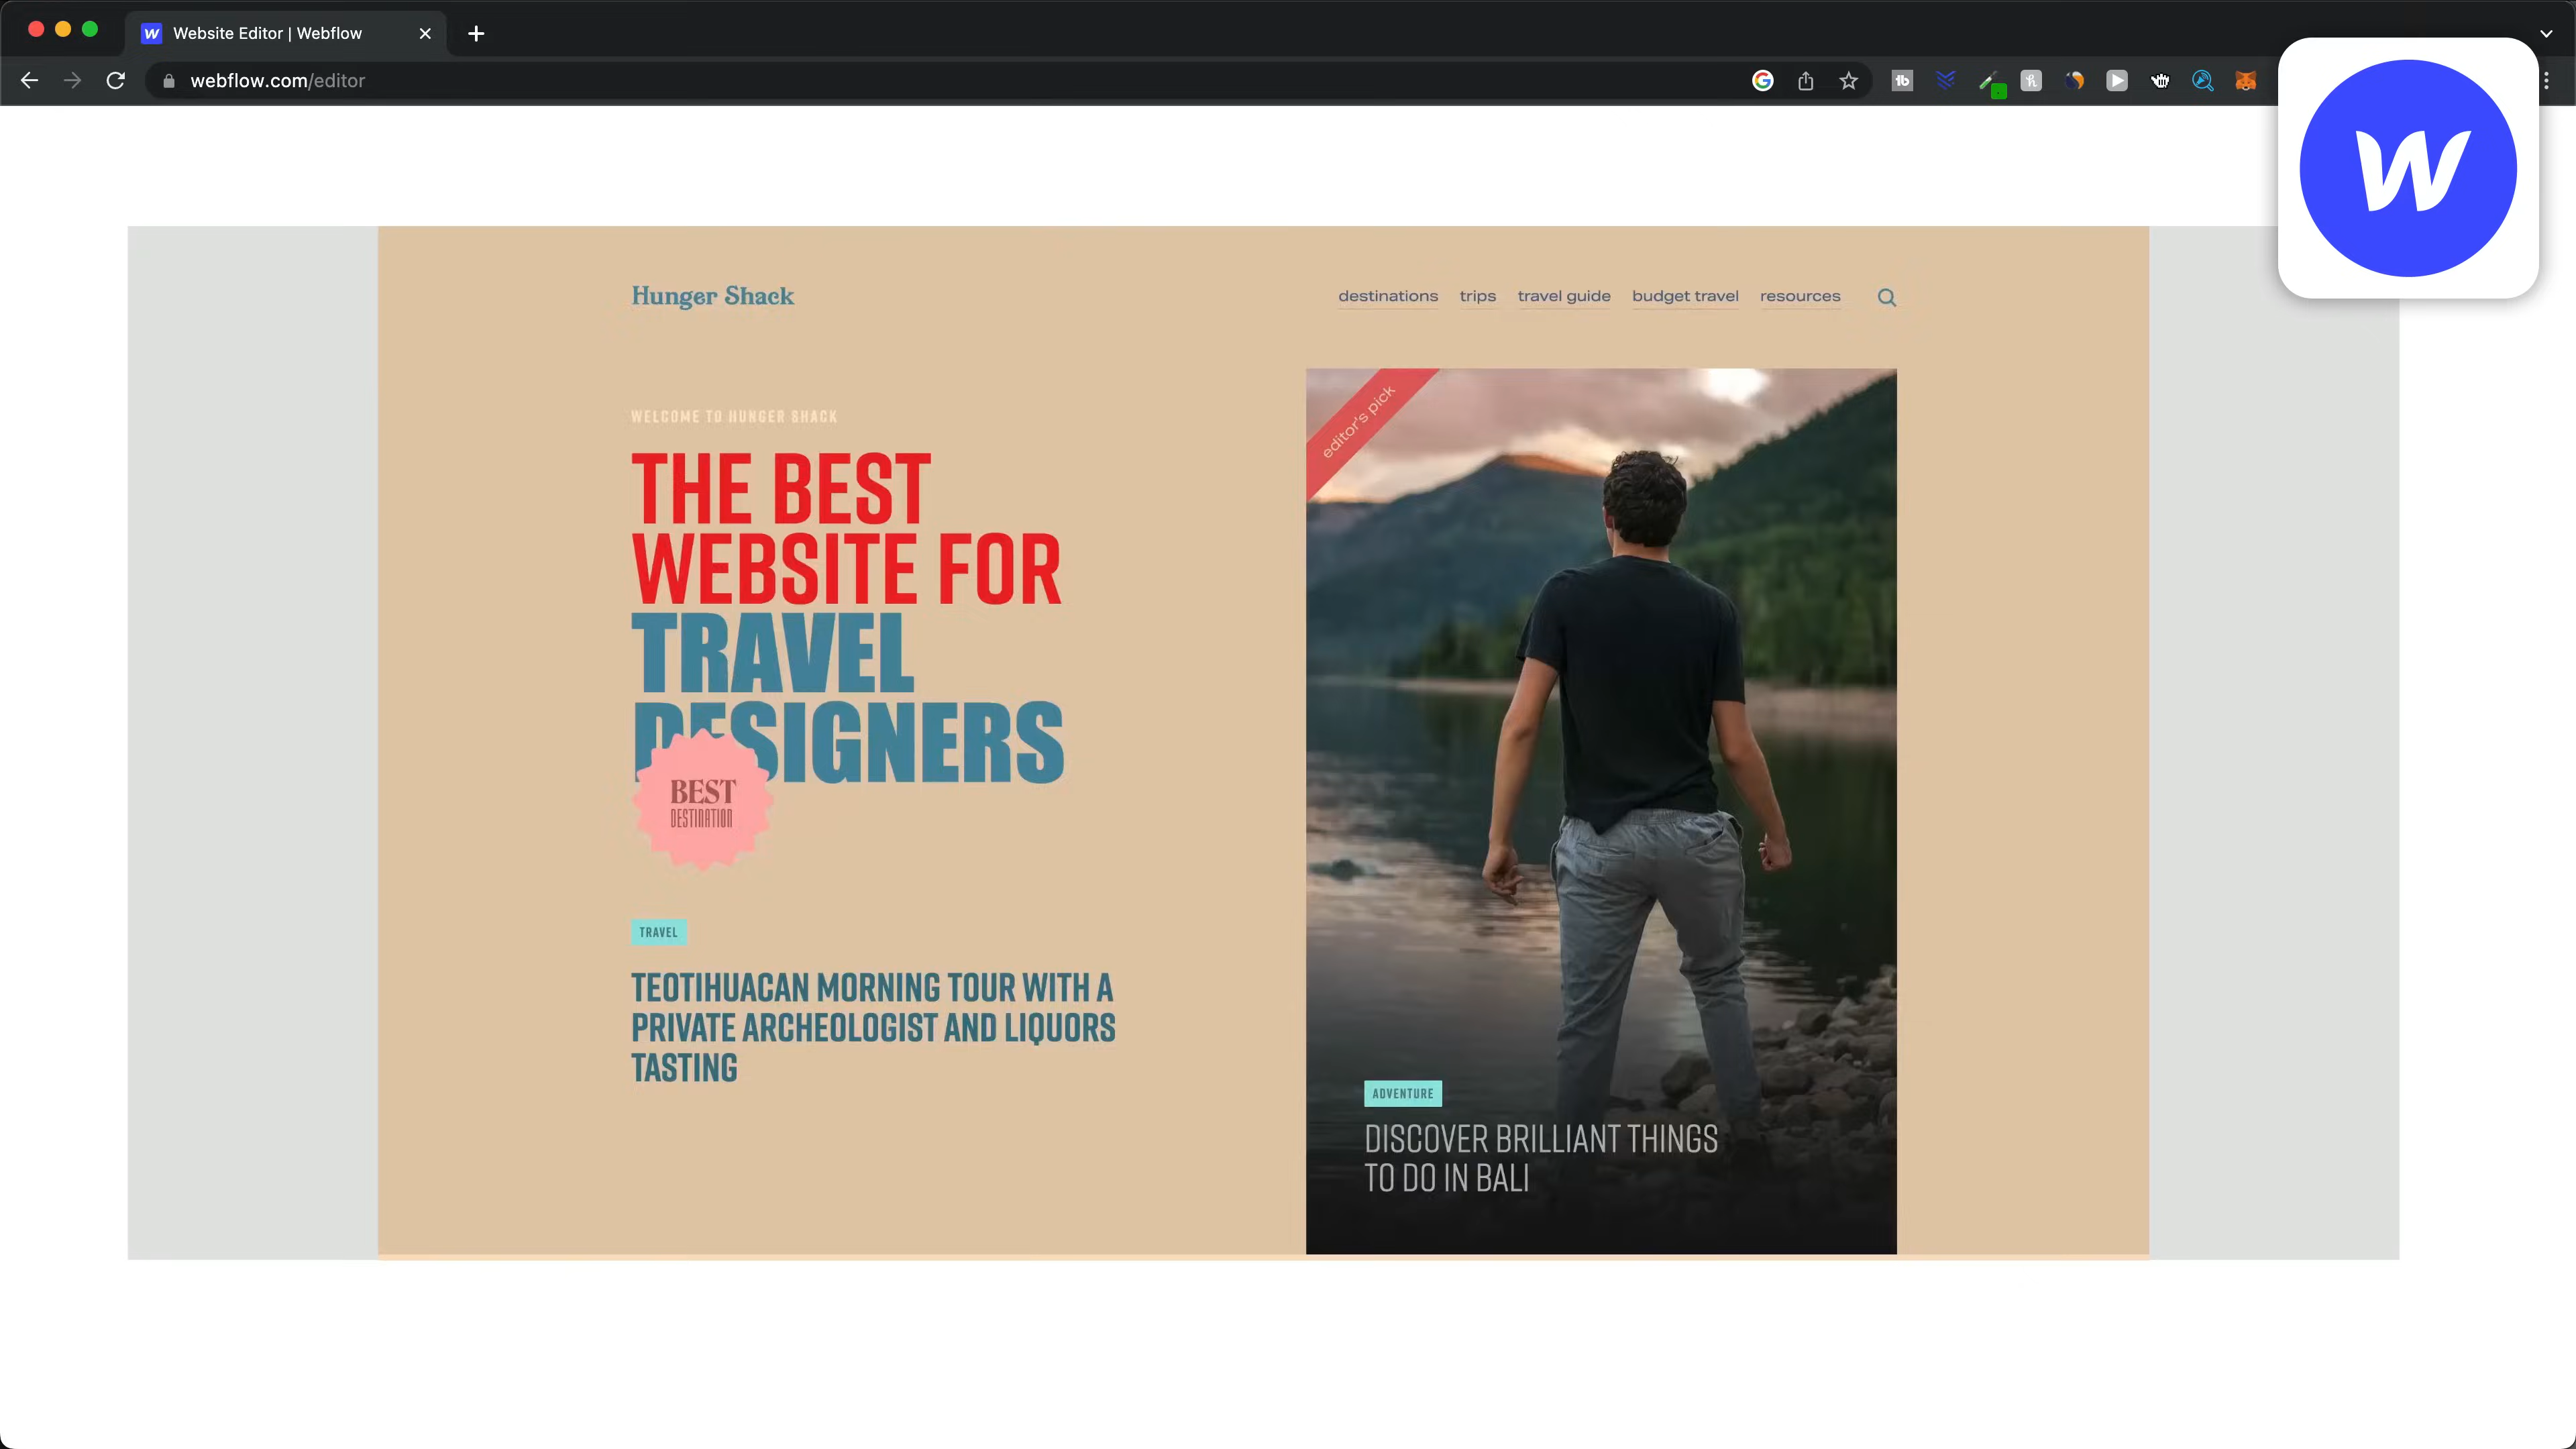 Website Editor | Webflow
webflow.com/editor
Hunger Shack
destinations trips travel guide budget travel resources
WELCOME TO HUNGER SHACK
THE BEST
WEBSITE FOR
TRAVEL
DESIGNERS
BEST
DESTINATION
TRAVEL
TEOTIHUACAN MORNING TOUR WITH A
PRIVATE ARCHEOLOGIST AND LIQUORS
TASTING
editor's pick
ADVENTURE
DISCOVER BRILLIANT THINGS
TO DO IN BALI
W